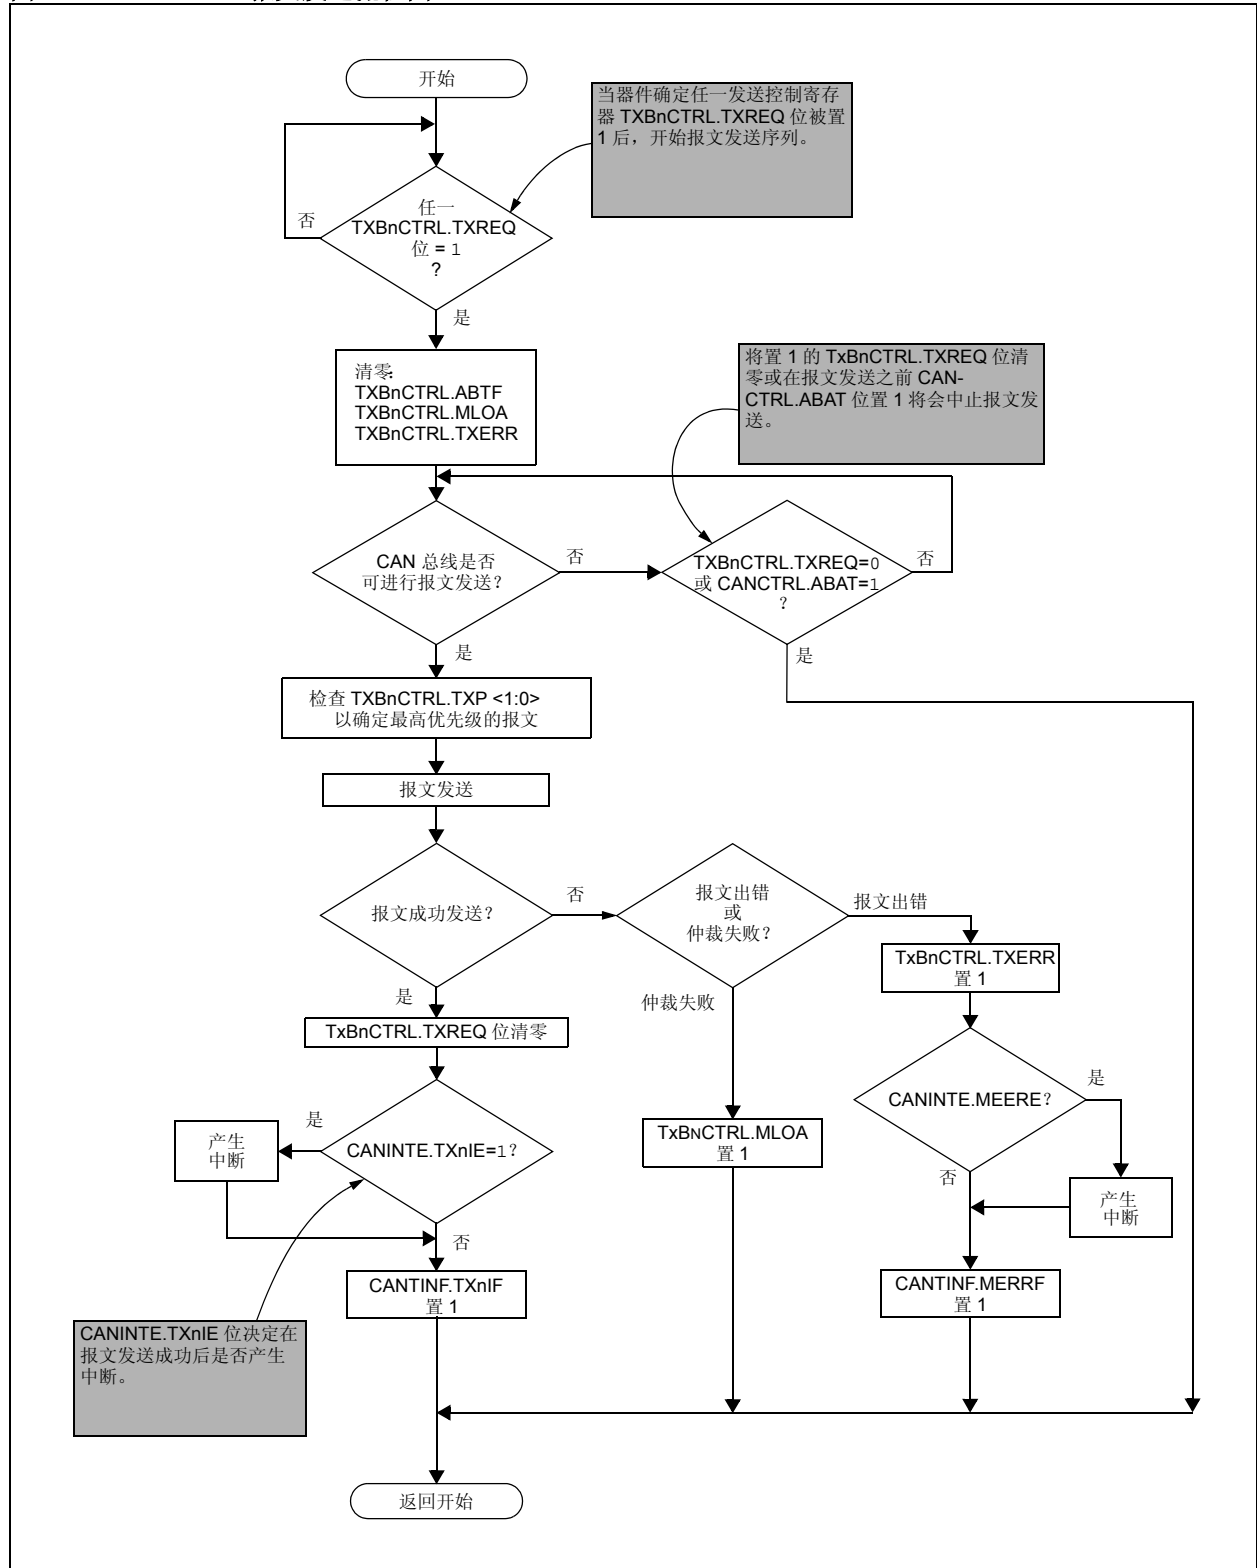 开始
当器件确定任一发送控制寄存
器 TXBnCTRL.TXREQ 位被置
1 后，开始报文发送序列。
任一
TXBnCTRL.TXREQ
位 = 1
?
否
是
清零:
TXBnCTRL.ABTF
TXBnCTRL.MLOA
TXBnCTRL.TXERR
将置 1 的 TxBnCTRL.TXREQ 位清
零或在报文发送之前 CAN-
CTRL.ABAT 位置 1 将会中止报文发
送。
CAN 总线是否
可进行报文发送？
否
TXBnCTRL.TXREQ=0
或 CANCTRL.ABAT=1
？
否
是
是
检查 TXBnCTRL.TXP <1:0>
以确定最高优先级的报文
报文发送
报文成功发送？
否
报文出错
或
仲裁失败？
报文出错
TxBnCTRL.TXERR
置 1
是
仲裁失败
TxBnCTRL.TXREQ 位清零
CANINTE.MEERE？
是
是
产生
中断
CANINTE.TXnIE=1？
TxBNCTRL.MLOA
置 1
否
产生
中断
否
CANTINF.TXnIF
置 1
CANTINF.MERRF
置 1
CANINTE.TXnIE 位决定在
报文发送成功后是否产生
中断。
返回开始